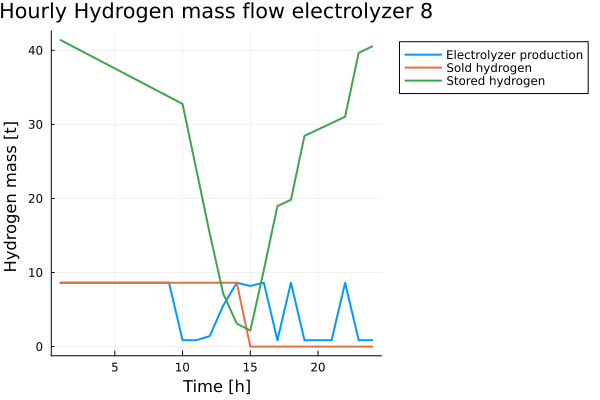 Hourly Hydrogen mass flow electrolyzer 8
Electrolyzer production
Sold hydrogen
Stored hydrogen
Hydrogen mass [t]
40
30
20
10
0
5 10 15 20
Time [h]